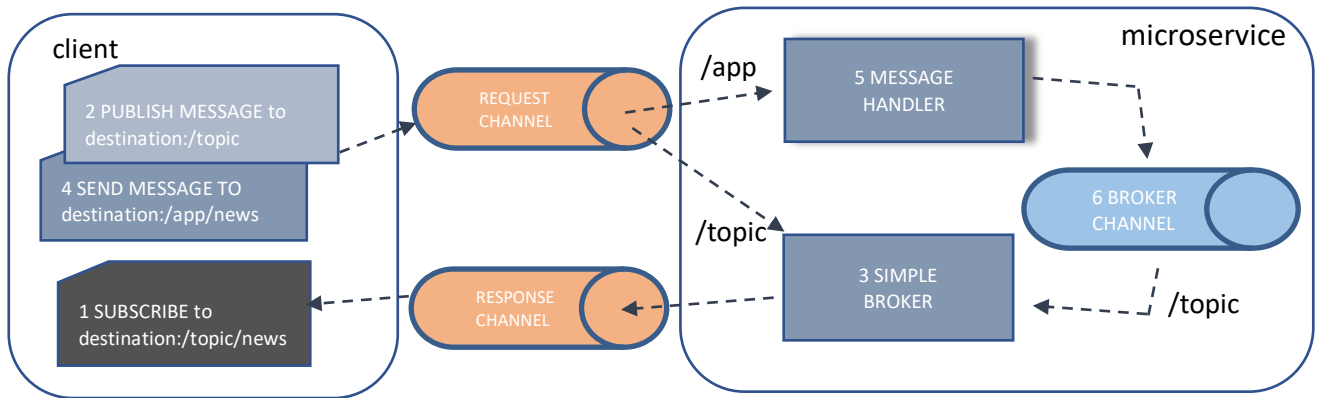 client
2 PUBLISH MESSAGE to
destination:/topic
4 SEND MESSAGE TO
destination:/app/news
1 SUBSCRIBE to
destination:/topic/news
REQUEST
CHANNEL
RESPONSE
CHANNEL
microservice
/app
5 MESSAGE
HANDLER
/topic
3 SIMPLE
BROKER
6 BROKER
CHANNEL
/topic